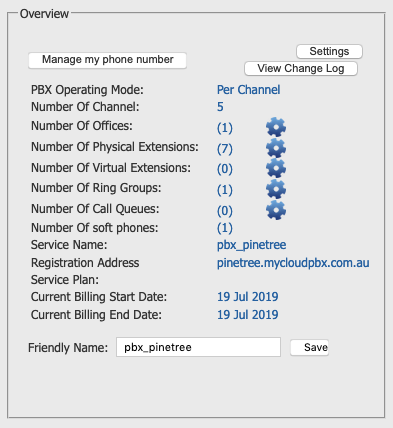 Overview
Manage my phone number
Settings
View Change Log
PBX Operating Mode: Per Channel
Number Of Channel: 5
Number Of Offices: (1)
Number Of Physical Extensions: (7)
Number Of Virtual Extensions: (0)
Number Of Ring Groups: (1)
Number Of Call Queues: (0)
Number Of soft phones: (1)
Service Name: pbx_pinetree
Registration Address pinetree.mycloudpbx.com.au
Service Plan:
Current Billing Start Date: 19 Jul 2019
Current Billing End Date: 19 Jul 2019
Friendly Name: pbx_pinetree Save